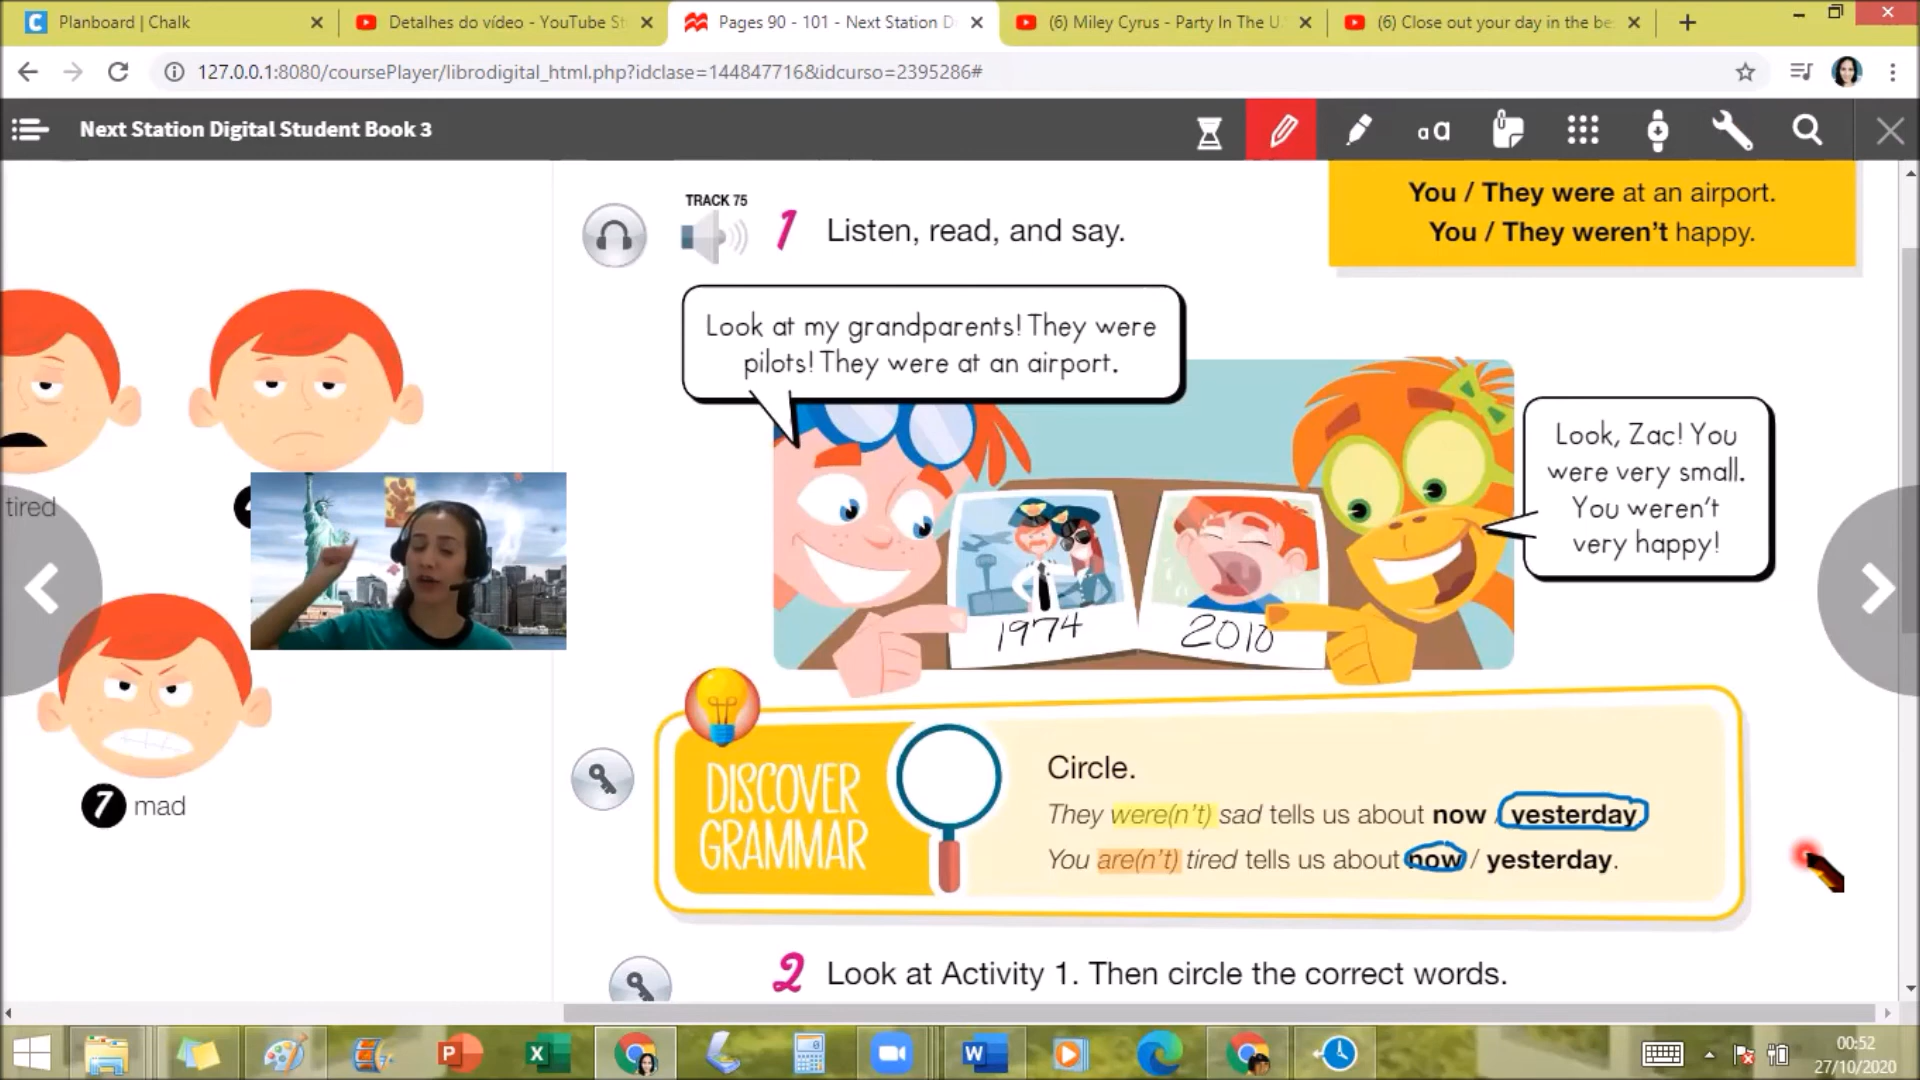 Planboard | Chalk
Detalhes do vídeo - YouTube St
Pages 90 - 101 - Next Station D
(6) Miley Cyrus - Party In The U.
(6) Close out your day in the be
127.0.0.1:8080/coursePlayer/librodigital_html.php?idclase=144847716&idcurso=2395286#
Next Station Digital Student Book 3
aa
You / They were at an airport.
You / They weren't happy.
TRACK 75
1 Listen, read, and say.
Look at my grandparents! They were
pilots! They were at an airport.
Look, Zac! You
were very small.
You weren't
very happy!
tired
1974
2010
7 mad
DISCOVER
GRAMMAR
Circle.
They were(n't) sad tells us about now / yesterday.
You are(n't) tired tells us about now / yesterday.
2 Look at Activity 1. Then circle the correct words.
00:52
27/10/2020